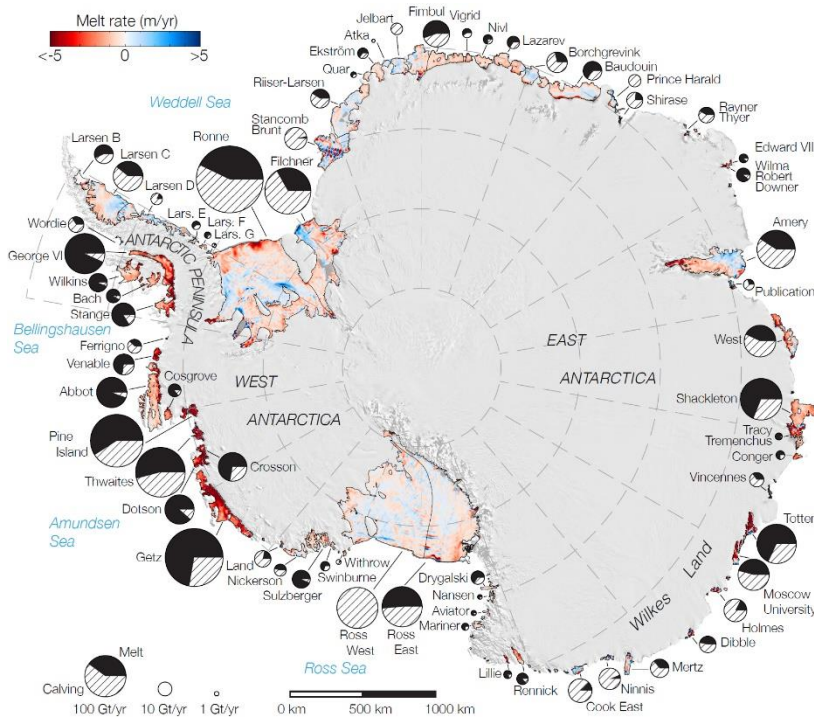 Melt rate (m/yr)
<-5
0
>5
Fimbul
Vigrid
Nivl
Lazarev
Jelbart
Atka
Ekström
Quar
Borchgrevink
Baudouin
Prince Harald
Shirase
Riiser-Larsen
Stancomb
Brunt
Rayner
Thyer
Weddell Sea
Ronne
Filchner
Edward VII
Wilma
Robert
Downer
Larsen B
Larsen C
Larsen D
Lars. E
Lars. F
Lars. G
Amery
Publication
Wordie
George VI
Wilkins
Bach
Stange
ANTARCTIC PENINSULA
Bellingshausen
Sea
Ferrigno
Venable
Abbot
Cosgrove
WEST
ANTARCTICA
EAST
ANTARCTICA
West
Shackleton
Tracy
Tremenchus
Conger
Vincennes
Pine
Island
Thwaites
Crosson
Dotson
Amundsen
Sea
Getz
Land
Nickerson
Sulzberger
Swinburne
Withrow
Ross
West
Ross
East
Ross Sea
Drygalski
Nansen
Aviator
Mariner
Lillie
Rennick
Cook East
Ninnis
Mertz
Dibble
Holmes
Moscow
University
Totten
Wilkes Land
Melt
Calving
100 Gt/yr
10 Gt/yr
1 Gt/yr
0 km
500 km
1000 km